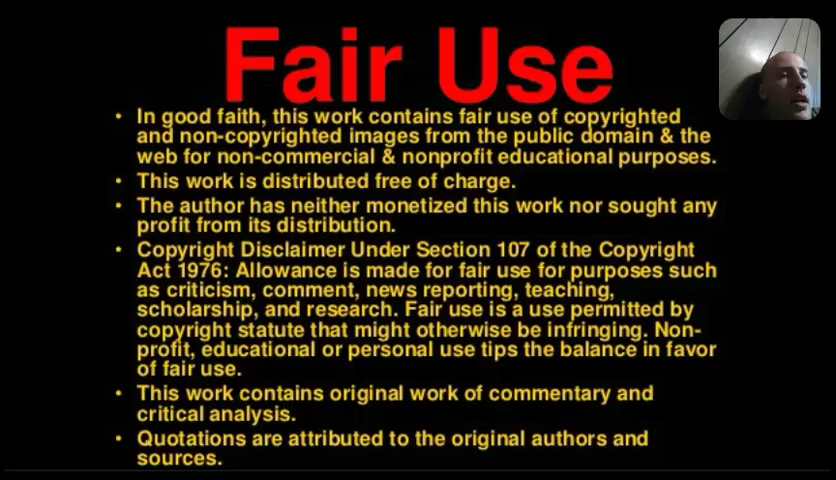 Fair Use
• In good faith, this work contains fair use of copyrighted
and non-copyrighted images from the public domain & the
web for non-commercial & nonprofit educational purposes.
• This work is distributed free of charge.
• The author has neither monetized this work nor sought any
profit from its distribution.
• Copyright Disclaimer Under Section 107 of the Copyright
Act 1976: Allowance is made for fair use for purposes such
as criticism, comment, news reporting, teaching,
scholarship, and research. Fair use is a use permitted by
copyright statute that might otherwise be infringing. Non-
profit, educational or personal use tips the balance in favor
of fair use.
• This work contains original work of commentary and
critical analysis.
• Quotations are attributed to the original authors and
sources.